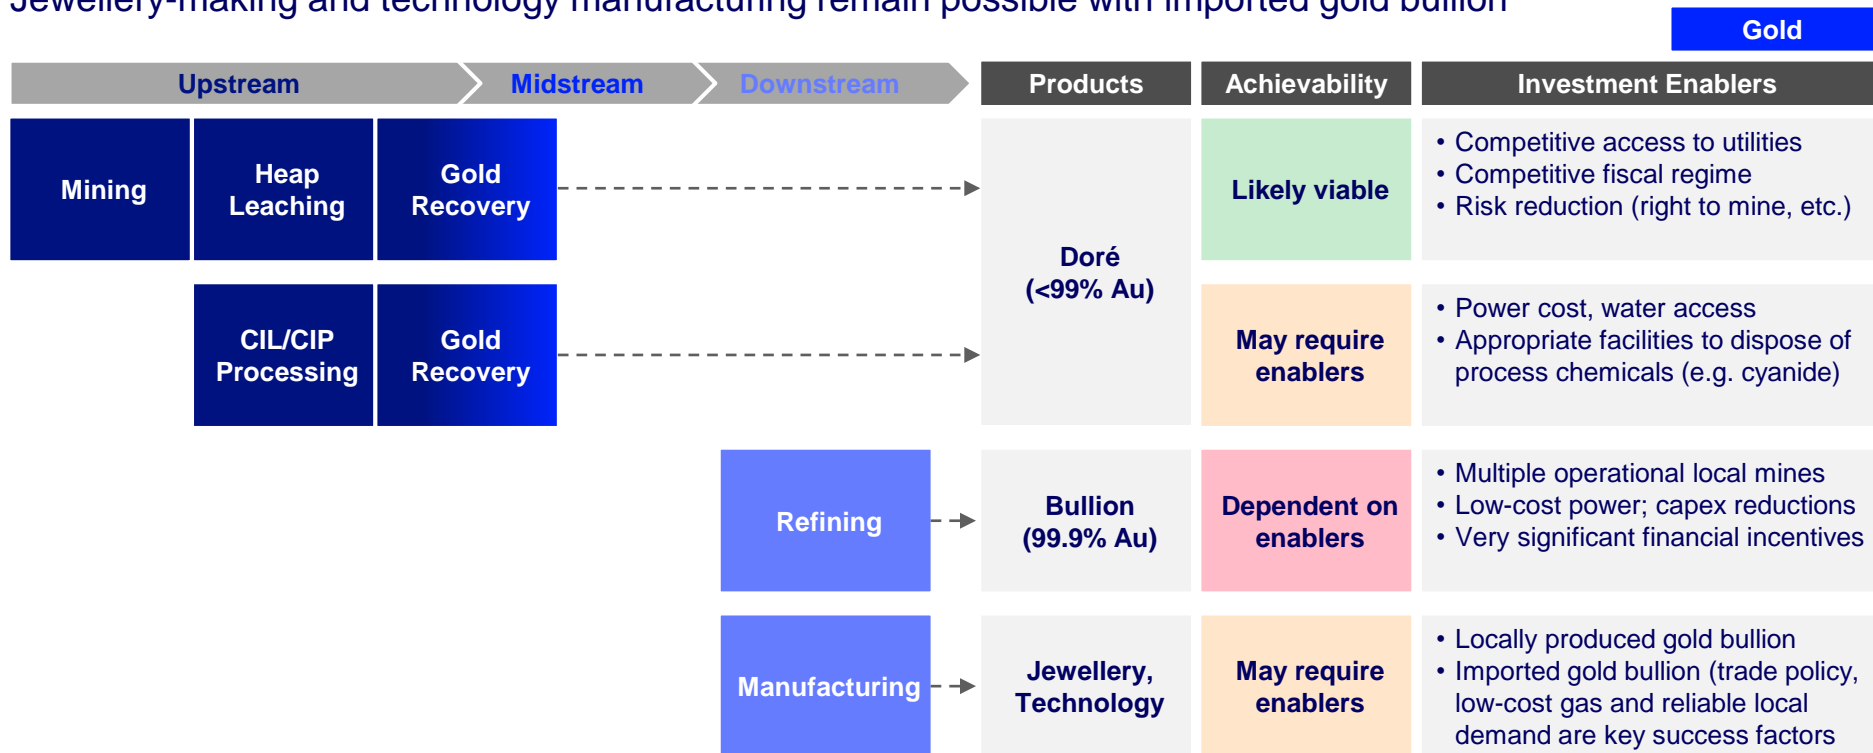 Jewellery-making and technology manufacturing remain possible with imported gold bullion
Gold
Upstream
Midstream
Downstream
Products
Achievability
Investment Enablers
Mining
Heap
Leaching
Gold
Recovery
Doré
(<99% Au)
Likely viable
• Competitive access to utilities
• Competitive fiscal regime
• Risk reduction (right to mine, etc.)
CIL/CIP
Processing
Gold
Recovery
May require
enablers
• Power cost, water access
• Appropriate facilities to dispose of
process chemicals (e.g. cyanide)
Refining
Bullion
(99.9% Au)
Dependent on
enablers
• Multiple operational local mines
• Low-cost power; capex reductions
• Very significant financial incentives
Manufacturing
Jewellery,
Technology
May require
enablers
• Locally produced gold bullion
• Imported gold bullion (trade policy,
low-cost gas and reliable local
demand are key success factors